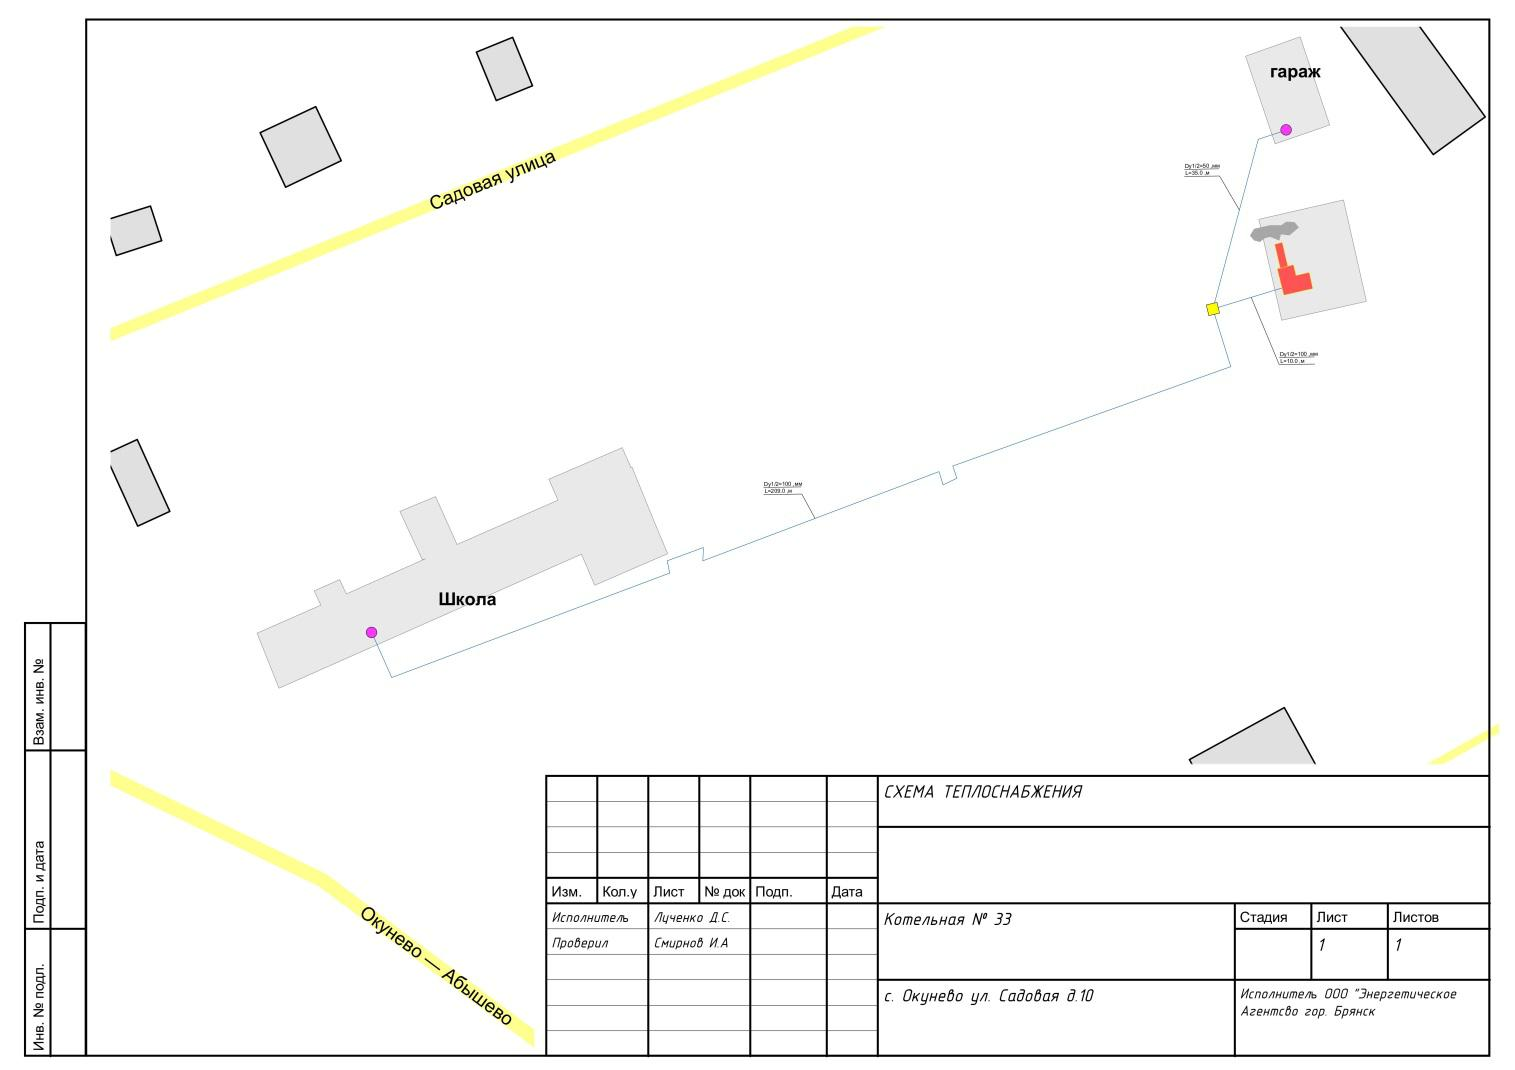 гараж
Садовая улица
Dу1/2=50 ,мм
L=35.0 ,м
Dу1/2=100 ,мм
L=10.0 ,м
Dу1/2=100 ,мм
L=209.0 ,м
Школа
Окунево — Абышево
Взам. инв. №
Подп. и дата
Инв. № подл.
СХЕМА ТЕПЛОСНАБЖЕНИЯ
Изм. Кол.у Лист № док Подп. Дата
Исполнитель Лученко Д.С.
Проверил Смирнов И.А
Котельная № 33
Стадия Лист Листов
1 1
с. Окунево ул. Садовая д.10
Исполнитель ООО "Энергетическое
Агентсво гор. Брянск